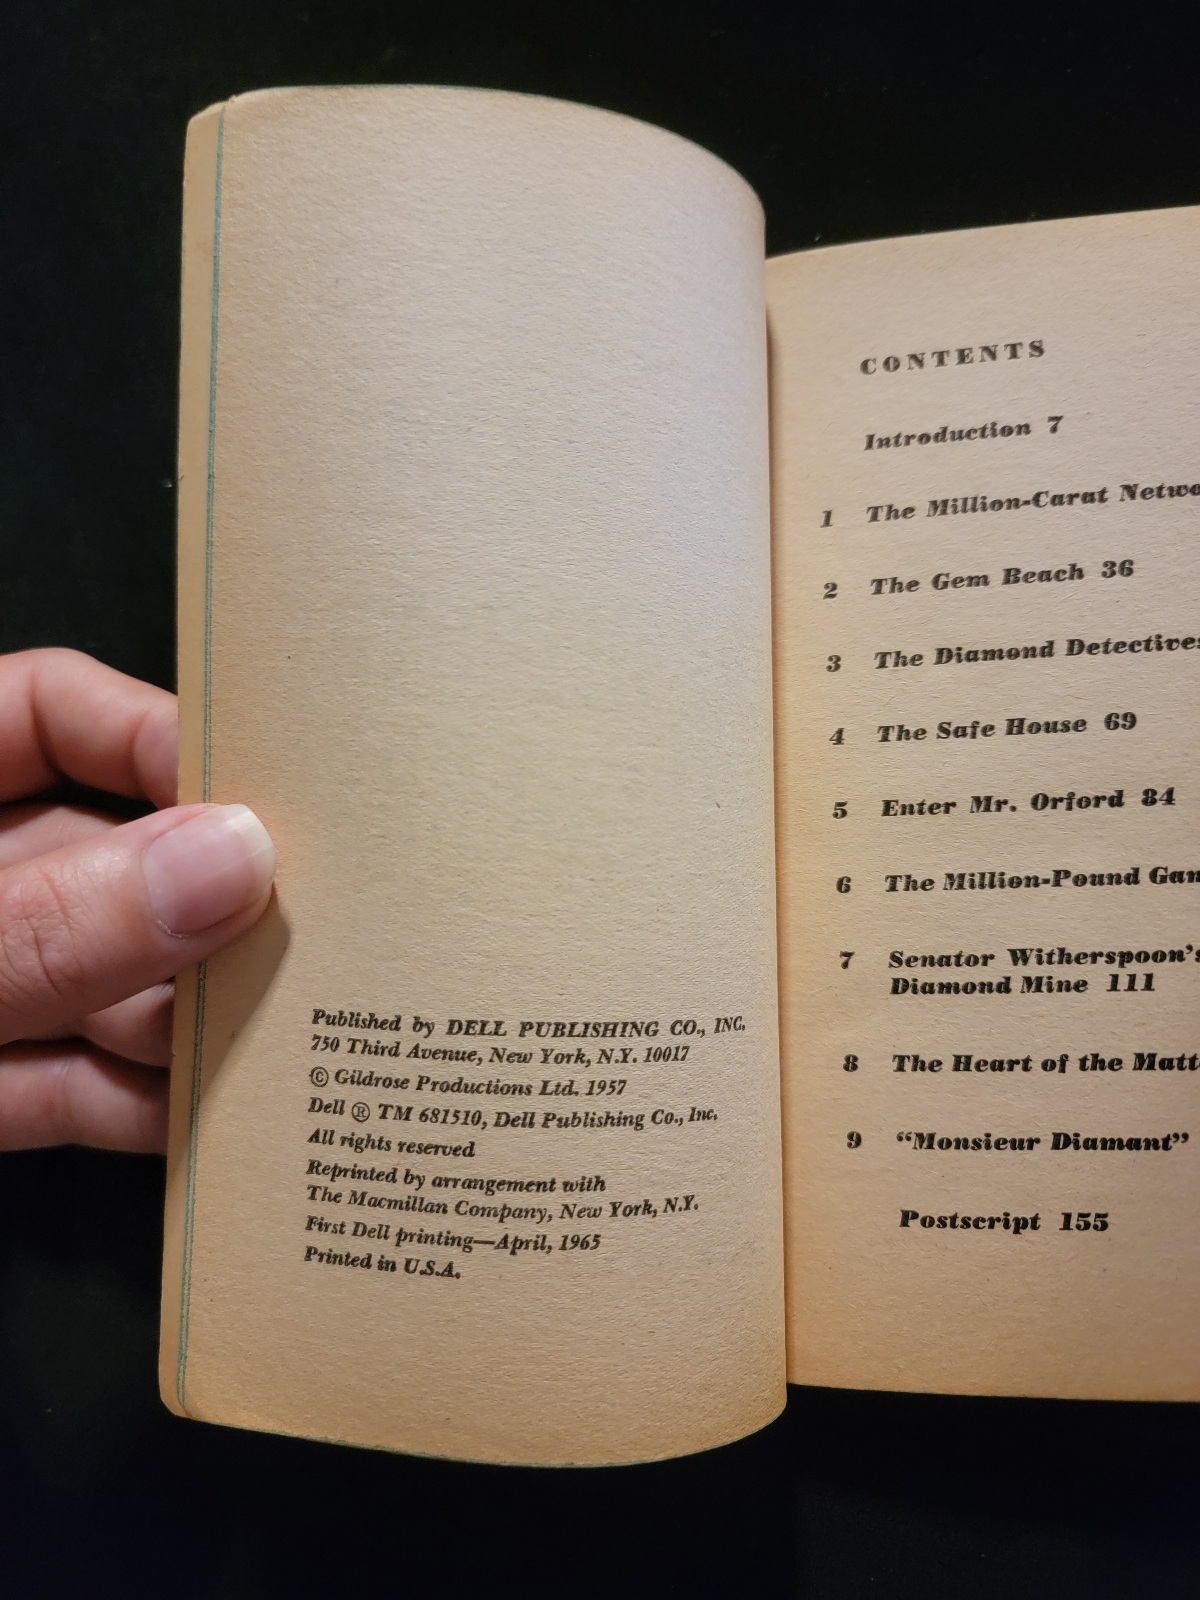 Published by DELL PUBLISHING CO., INC.
750 Third Avenue, New York, N.Y. 10017
© Gildrose Productions Ltd. 1957
Dell ® TM 681510, Dell Publishing Co., Inc.
All rights reserved
Reprinted by arrangement with
The Macmillan Company, New York, N.Y.
First Dell printing—April, 1965
Printed in U.S.A.
CONTENTS
Introduction 7
1 The Million-Carat
2 The Gem Beach 36
3 The Diamond Detectives
4 The Safe House 69
5 Enter Mr. Orford 84
6 The Million-Pound
7 Senator Witherspoon's
Diamond Mine 111
8 The Heart of the
9 “Monsieur Diamant”
Postscript 155